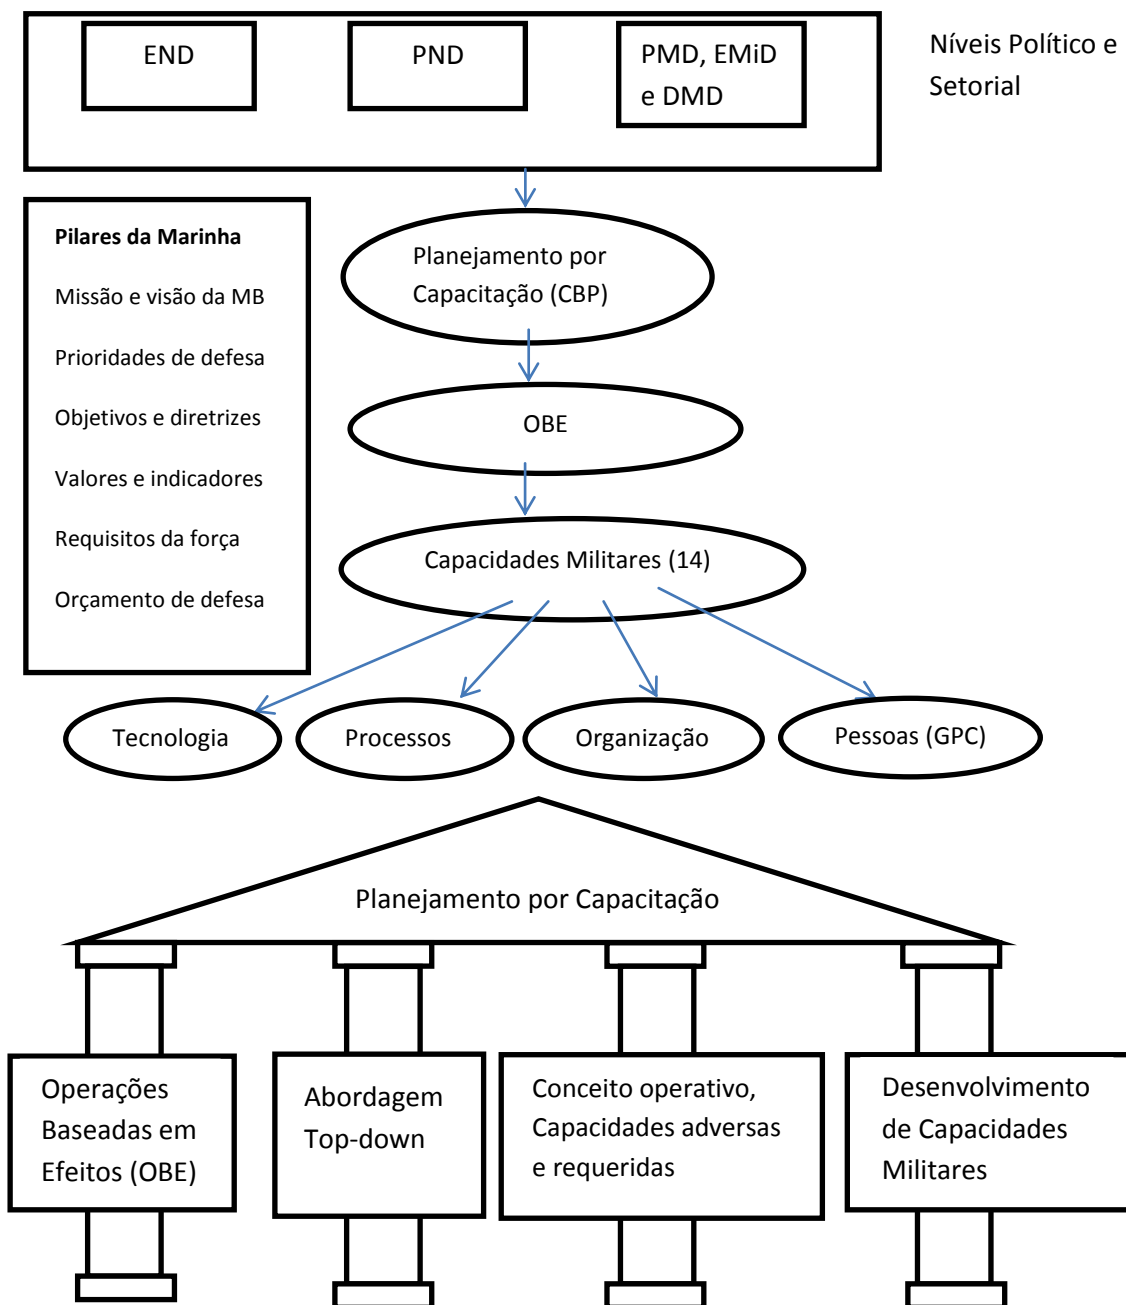 END
PND
PMD, EMiD
e DMD
Níveis Político e
Setorial
Pilares da Marinha
Missão e visão da MB
Prioridades de defesa
Objetivos e diretrizes
Valores e indicadores
Requisitos da força
Orçamento de defesa
Planejamento por
Capacitação (CBP)
OBE
Capacidades Militares (14)
Tecnologia
Processos
Organização
Pessoas (GPC)
Planejamento por Capacitação
Operações
Baseadas em
Efeitos (OBE)
Abordagem
Top-down
Conceito operativo,
Capacidades adversas
e requeridas
Desenvolvimento
de Capacidades
Militares